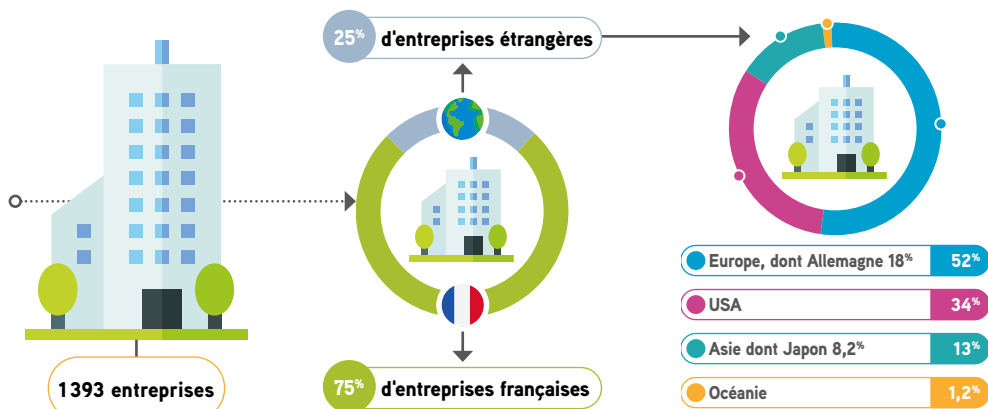 25% d'entreprises étrangères
1393 entreprises
75% d'entreprises françaises
Europe, dont Allemagne 18% 52%
USA 34%
Asie dont Japon 8,2% 13%
Océanie 1,2%